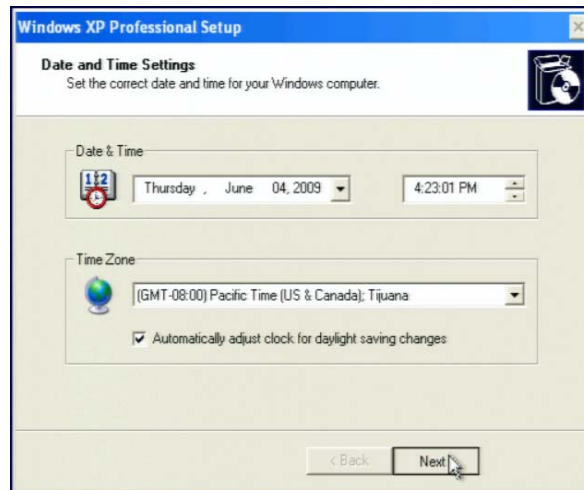 Windows XP Professional Setup
Date and Time Settings
Set the correct date and time for your Windows computer.
Date & Time
Thursday , June 04, 2009
4:23:01 PM
Time Zone
(GMT-08:00) Pacific Time (US & Canada); Tijuana
Automatically adjust clock for daylight saving changes
< Back
Next